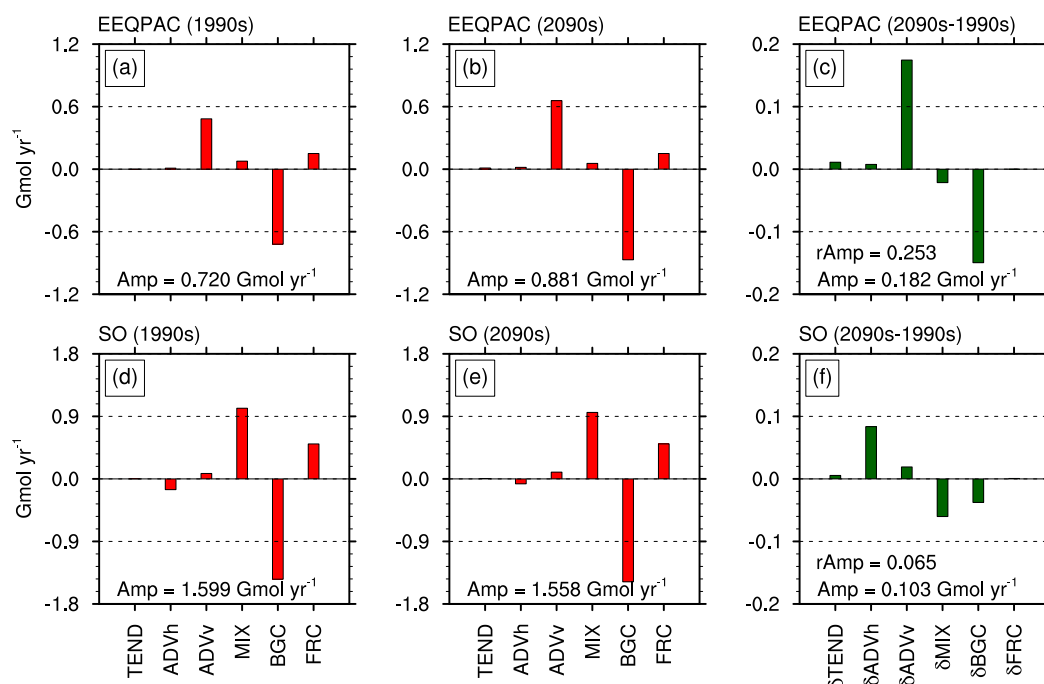 EEQPAC (1990s)
EEQPAC (2090s)
EEQPAC (2090s-1990s)
1.2
0.6
0.0
-0.6
-1.2
Gmol yr⁻¹
(a)
Amp = 0.720 Gmol yr⁻¹
1.2
0.6
0.0
-0.6
-1.2
(b)
Amp = 0.881 Gmol yr⁻¹
0.2
0.1
0.0
-0.1
-0.2
(c)
rAmp = 0.253
Amp = 0.182 Gmol yr⁻¹
SO (1990s)
SO (2090s)
SO (2090s-1990s)
1.8
0.9
0.0
-0.9
-1.8
Gmol yr⁻¹
(d)
Amp = 1.599 Gmol yr⁻¹
TEND
ADVh
ADVv
MIX
BGC
FRC
1.8
0.9
0.0
-0.9
-1.8
(e)
Amp = 1.558 Gmol yr⁻¹
TEND
ADVh
ADVv
MIX
BGC
FRC
0.2
0.1
0.0
-0.1
-0.2
(f)
rAmp = 0.065
Amp = 0.103 Gmol yr⁻¹
δTEND
δADVh
δADVv
δMIX
δBGC
δFRC